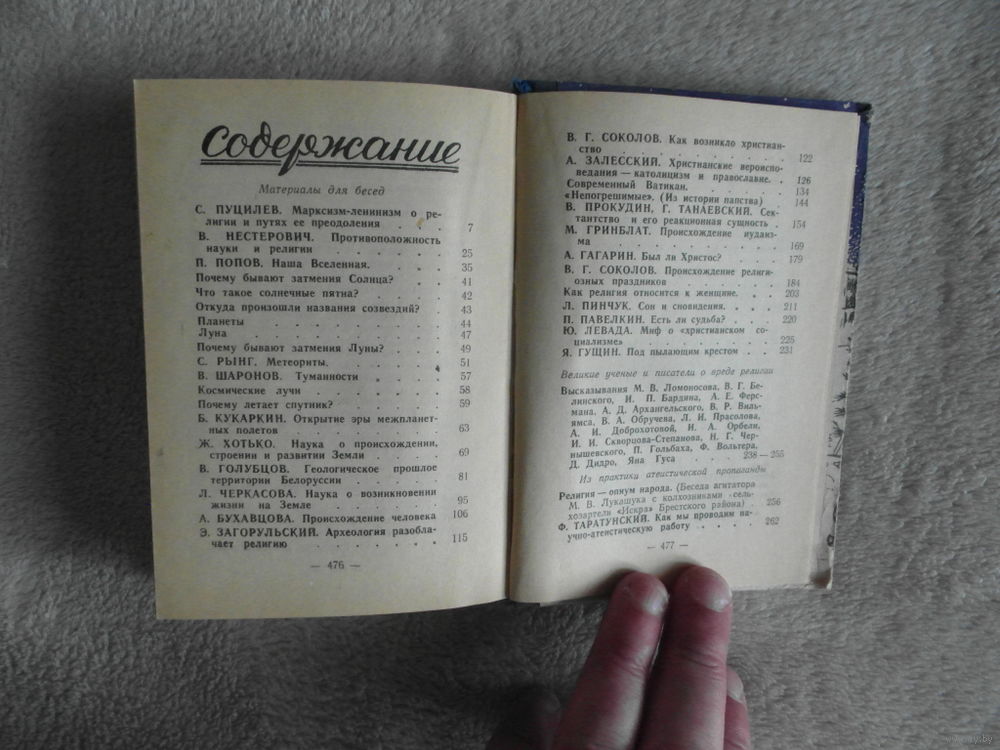 Содержание
Материалы для бесед
С. ПУЦИЛЕВ. Марксизм-ленинизм о ре-
лигии и путях ее преодоления . . . 7
В. НЕСТЕРОВИЧ. Противоположность
науки и религии . . . . . 25
П. ПОПОВ. Наша Вселенная. . . . 35
Почему бывают затмения Солнца? . . . 41
Что такое солнечные пятна? . . . . 42
Откуда произошли названия созвездий? . . 43
Планеты . . . . . . . . 44
Луна . . . . . . . . 47
Почему бывают затмения Луны? . . . 49
С. РЫНГ. Метеориты. . . . . . 51
В. ШАРОНОВ. Туманности . . . . 57
Космические лучи . . . . . . 58
Почему летает спутник? . . . . . 59
Б. КУКАРКИН. Открытие эры межпланет-
ных полетов . . . . . . 63
Ж. ХОТЬКО. Наука о происхождении,
строении и развитии Земли . . . . 69
В. ГОЛУБЦОВ. Геологическое прошлое
территории Белоруссии . . . . 81
Л. ЧЕРКАСОВА. Наука о возникновении
жизни на Земле . . . . . 95
А. БУХАВЦОВА. Происхождение человека 106
Э. ЗАГОРУЛЬСКИЙ. Археология разобла-
чает религию . . . . . . 115
— 476 —
В. Г. СОКОЛОВ. Как возникло христиан-
ство . . . . . . . 122
А. ЗАЛЕССКИЙ. Христианские вероиспо-
ведания — католицизм и православие. . 126
Современный Ватикан. . . . . . 134
«Непогрешимые». (Из истории папства) 144
В. ПРОКУДИН, Г. ТАНАЕВСКИЙ. Сек-
тантство и его реакционная сущность . 154
М. ГРИНБЛАТ. Происхождение иудаиз-
ма . . . . . . . . 169
А. ГАГАРИН. Был ли Христос? . . . 179
В. Г. СОКОЛОВ. Происхождение религи-
озных праздников . . . . . 184
Как религия относится к женщине. . . 203
Л. ПИНЧУК. Сон и сновидения. . . . 211
П. ПАВЕЛКИН. Есть ли судьба? . . . 220
Ю. ЛЕВАДА. Миф о «христианском со-
циализме» . . . . . . 225
Я. ГУЩИН. Под пылающим крестом . . 231
Великие ученые и писатели о вреде религии
Высказывания М. В. Ломоносова, В. Г. Бе-
линского, И. П. Бардина, А. Е. Ферс-
мана, А. Д. Архангельского, В. Р. Виль-
ямса, В. А. Обручева, Л. И. Прасолова,
А. И. Доброхотовой, И. А. Орбели,
И. И. Скворцова-Степанова, Н. Г. Чер-
нышевского, П. Гольбаха, Ф. Вольтера,
Д. Дидро, Яна Гуса . . . . 238 — 255
Из практики атеистической пропаганды
Религия — опиум народа. (Беседа агитатора
М. В. Лукашука с колхозниками сель-
хозартели «Искра» Брестского района) . 256
Ф. ТАРАТУНСКИЙ. Как мы проводим на-
учно-атеистическую работу . . . . . 262
— 477 —